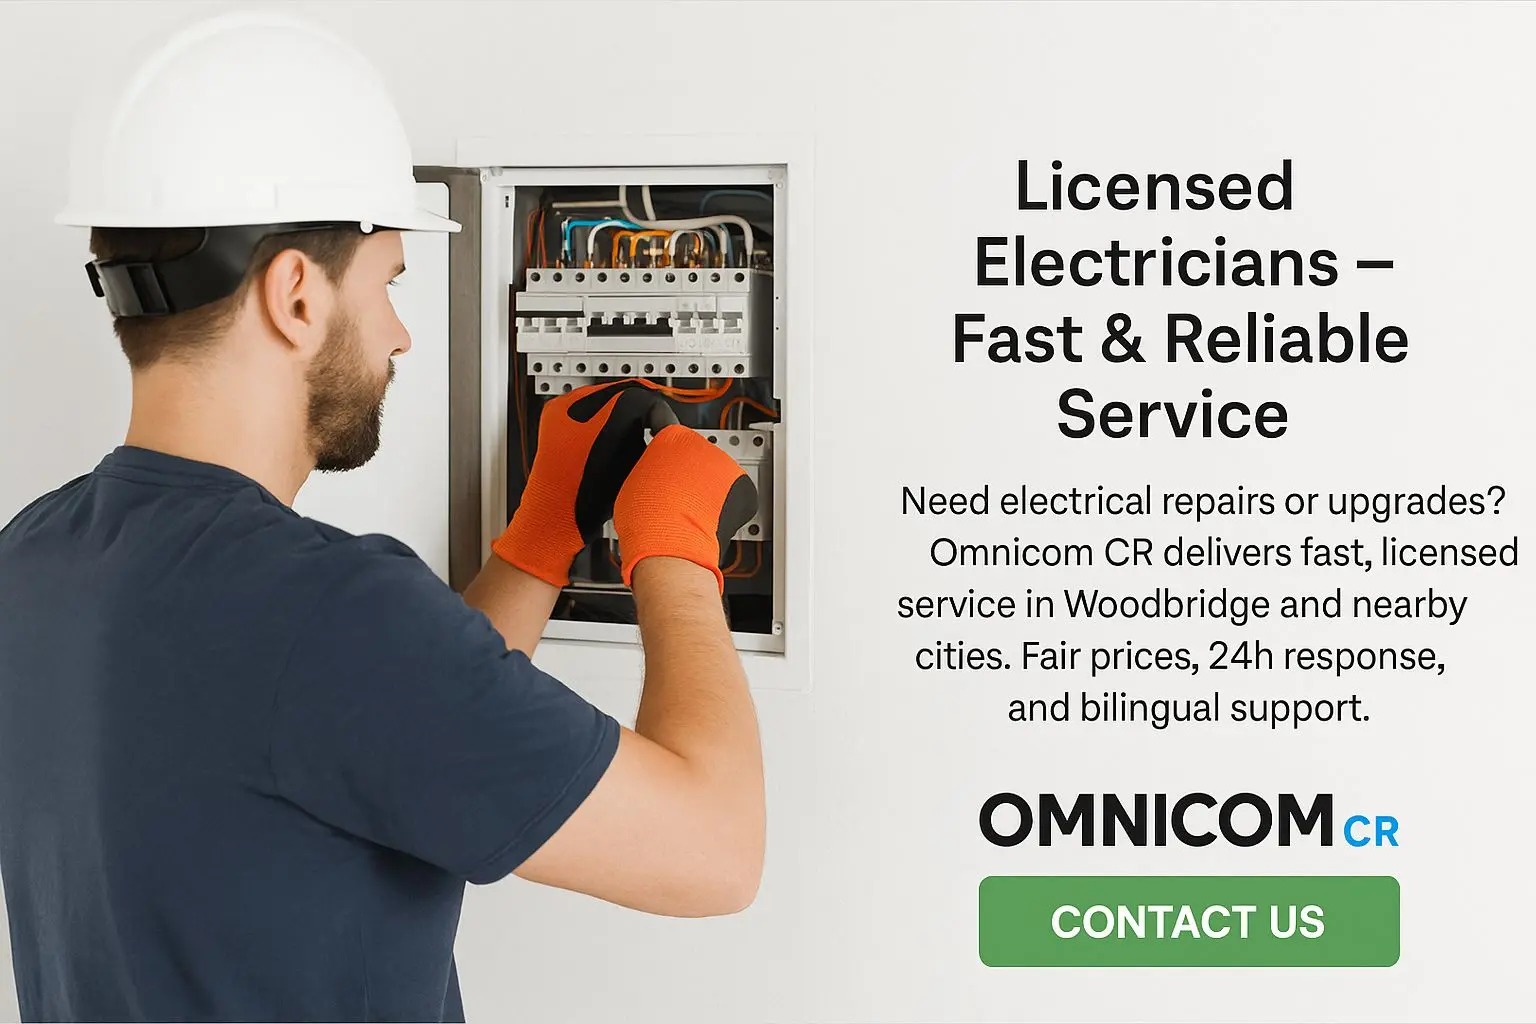 Licensed
Electricians –
Fast & Reliable
Service
Need electrical repairs or upgrades?
Omnicom CR delivers fast, licensed
service in Woodbridge and nearby
cities. Fair prices, 24h response,
and bilingual support.
OMNICOM CR
CONTACT US